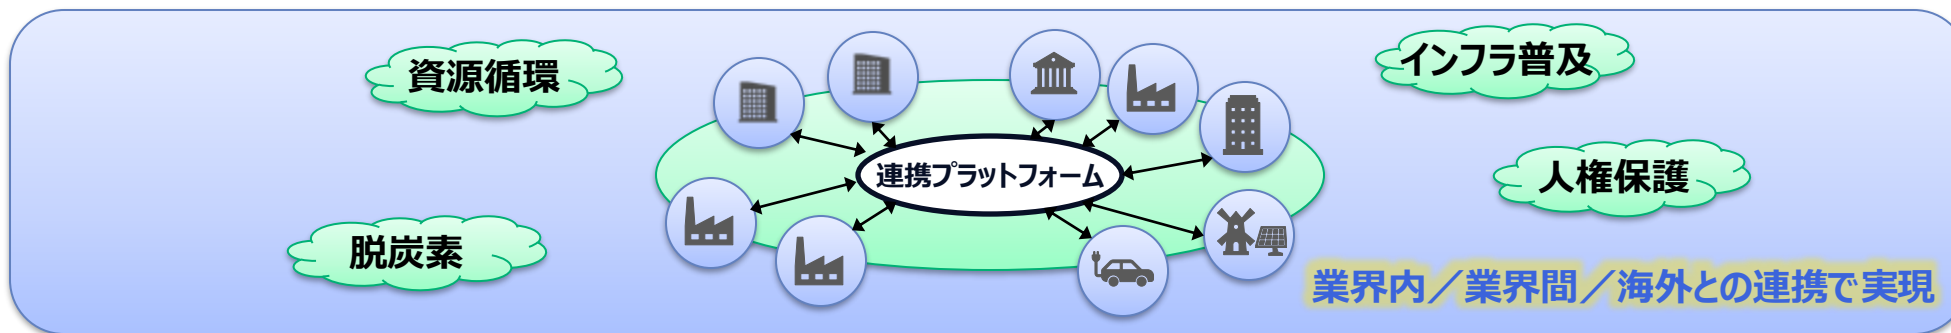 資源循環
インフラ普及
連携プラットフォーム
人権保護
脱炭素
業界内／業界間／海外との連携で実現